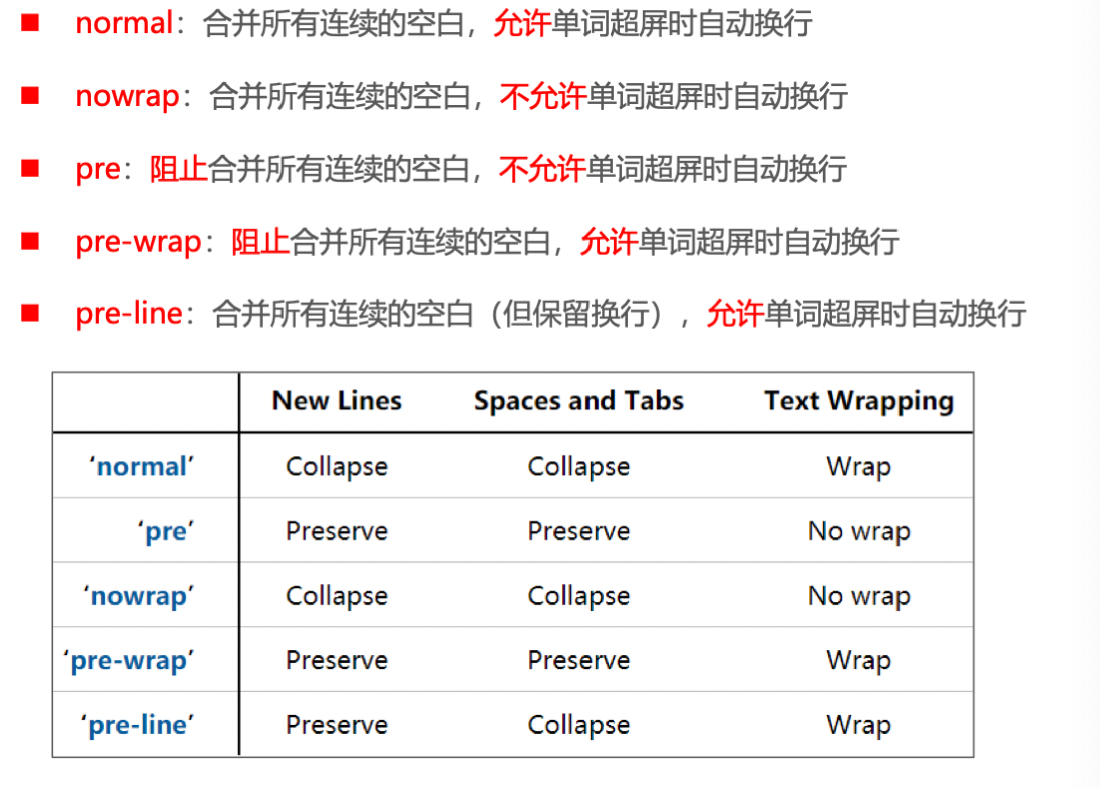 normal：合并所有连续的空白，允许单词超屏时自动换行
nowrap：合并所有连续的空白，不允许单词超屏时自动换行
pre：阻止合并所有连续的空白，不允许单词超屏时自动换行
pre-wrap：阻止合并所有连续的空白，允许单词超屏时自动换行
pre-line：合并所有连续的空白（但保留换行），允许单词超屏时自动换行
New Lines Spaces and Tabs Text Wrapping
‘normal’ Collapse Collapse Wrap
‘pre’ Preserve Preserve No wrap
‘nowrap’ Collapse Collapse No wrap
‘pre-wrap’ Preserve Preserve Wrap
‘pre-line’ Preserve Collapse Wrap